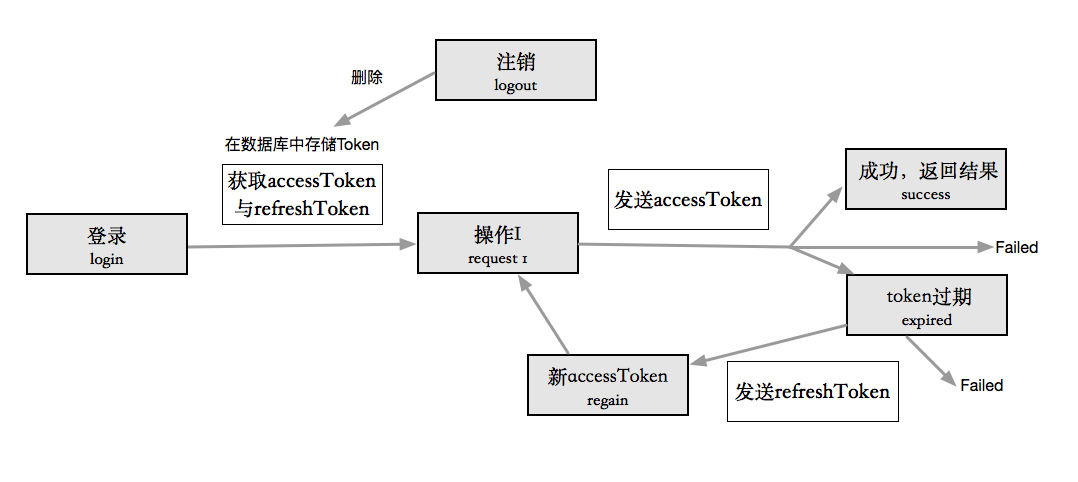 注销
logout
删除
在数据库中存储Token
获取accessToken
与refreshToken
登录
login
操作1
request 1
发送accessToken
成功，返回结果
success
Failed
token过期
expired
Failed
发送refreshToken
新accessToken
regain